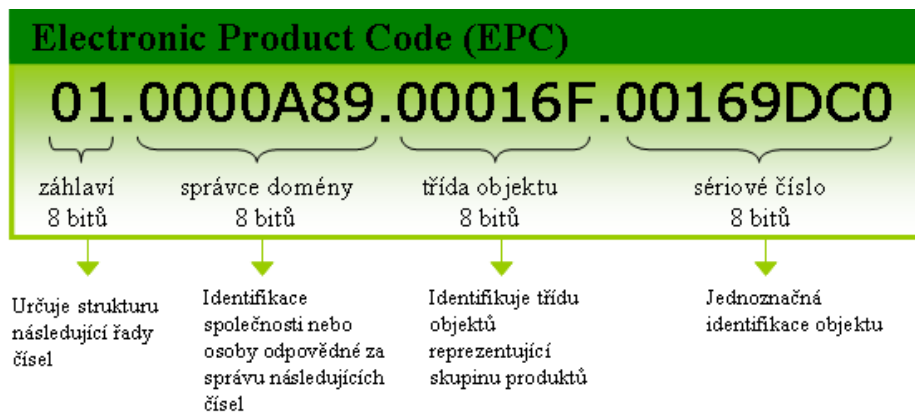 Electronic Product Code (EPC)
01.0000A89.00016F.00169DC0
záhlaví
8 bitů
správce domény
8 bitů
třída objektu
8 bitů
sériové číslo
8 bitů
Určuje strukturu
následující řady
čísel
Identifikace
společnosti nebo
osoby odpovědné za
správu následujících
čísel
Identifikuje třídu
objektů
reprezentující
skupinu produktů
Jednoznačná
identifikace objektu